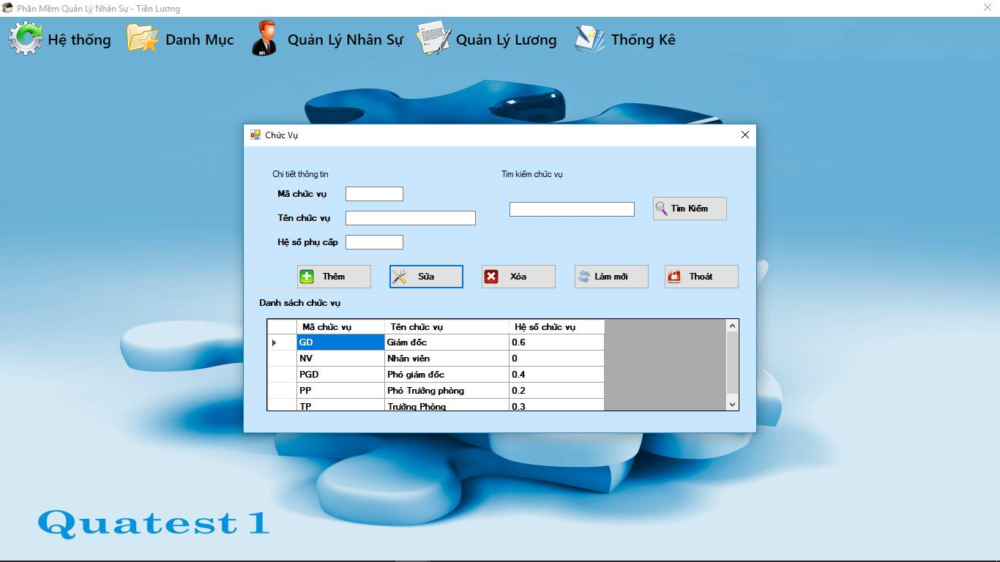 Phần Mềm Quản Lý Nhân Sự - Tiền Lương
Hệ thống Danh Mục Quản Lý Nhân Sự Quản Lý Lương Thống Kê
Chức Vụ
Chi tiết thông tin
Mã chức vụ
Tên chức vụ
Hệ số phụ cấp
Tìm kiếm chức vụ
Tìm Kiếm
Thêm Sửa Xóa Làm mới Thoát
Danh sách chức vụ
Mã chức vụ Tên chức vụ Hệ số chức vụ
GD Giám đốc 0.6
NV Nhân viên 0
PGD Phó giám đốc 0.4
PP Phó Trưởng phòng 0.2
TP Trưởng Phòng 0.3
Quatest 1